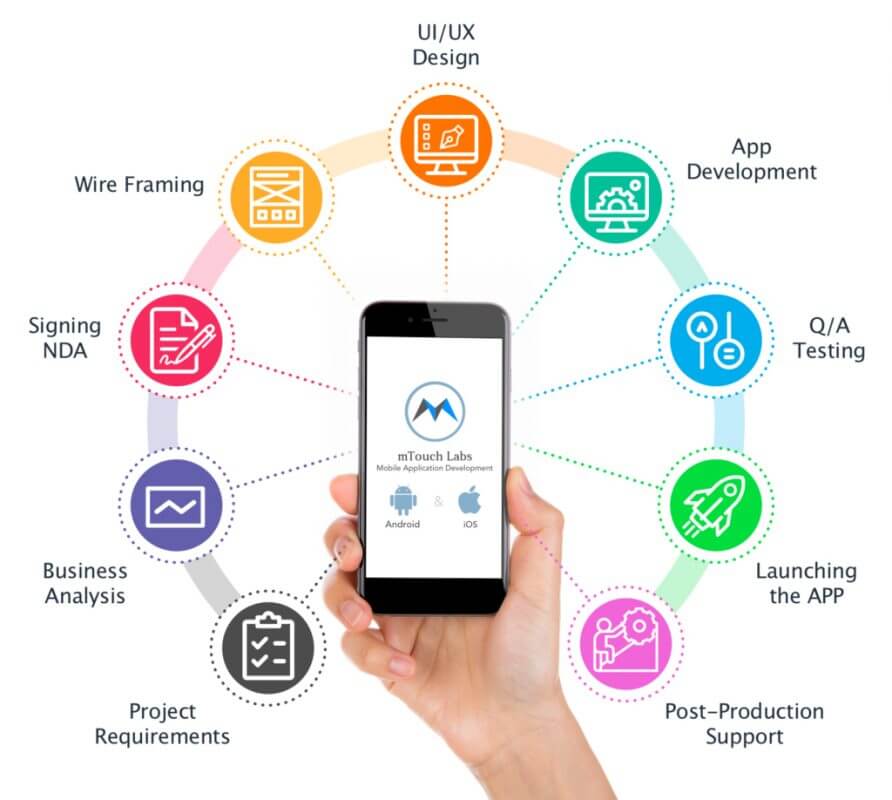 UI/UX
Design
App
Development
Wire Framing
Signing
NDA
Q/A
Testing
mTouch Labs
Mobile Application Development
Android
&
iOS
Business
Analysis
Launching
the APP
Project
Requirements
Post-Production
Support